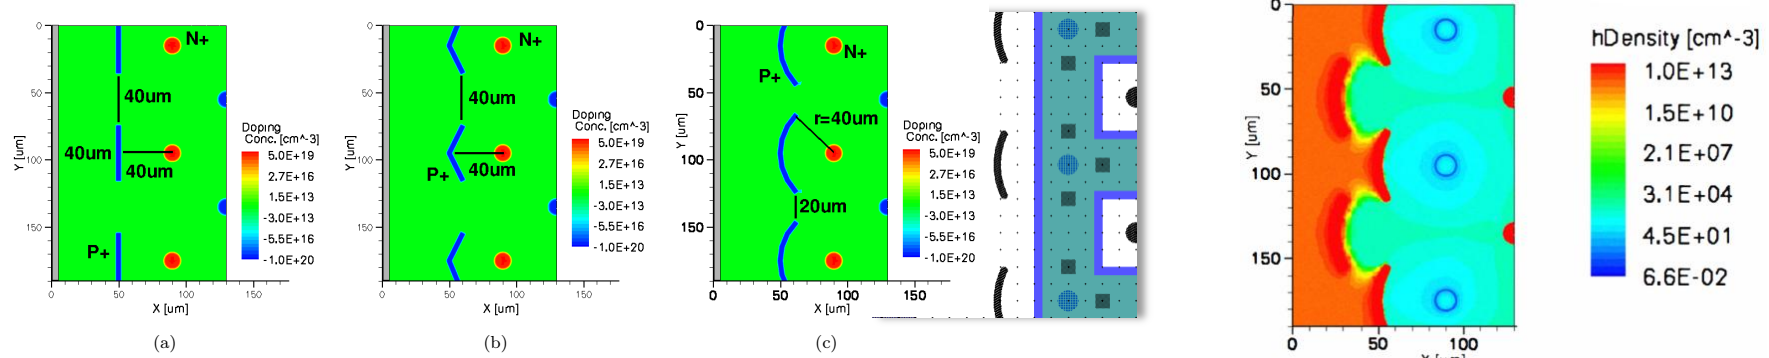 0
50
100
150
Y [um]
0
50
100
150
X [um]
N+
40um
40um
40um
P+
Doping
Conc. [cm^-3]
5.0E+19
2.7E+16
1.5E+13
-3.0E+13
-5.5E+16
-1.0E+20
(a)
0
50
100
150
Y [um]
0
50
100
150
X [um]
N+
40um
40um
P+
Doping
Conc. [cm^-3]
5.0E+19
2.7E+16
1.5E+13
-3.0E+13
-5.5E+16
-1.0E+20
(b)
0
50
100
150
Y [um]
0
50
100
150
X [um]
N+
P+
r=40um
20um
Doping
Conc. [cm^-3]
5.0E+19
2.7E+16
1.5E+13
-3.0E+13
-5.5E+16
-1.0E+20
(c)
0
50
100
150
Y [um]
0
50
100
X [um]
hDensity [cm^-3]
1.0E+13
1.5E+10
2.1E+07
3.1E+04
4.5E+01
6.6E-02